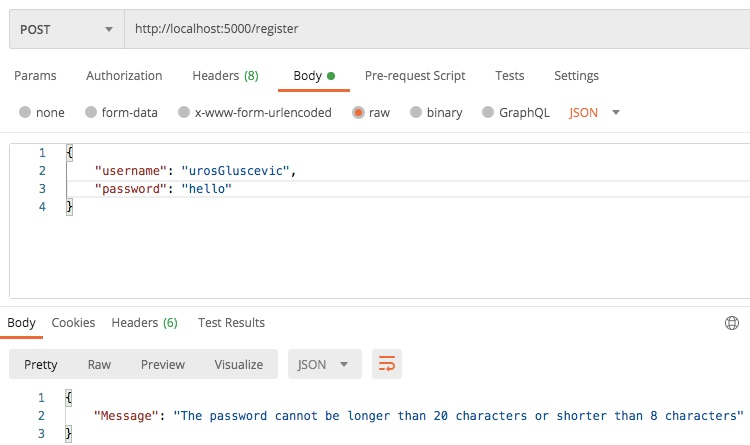 POST http://localhost:5000/register
Params Authorization Headers (8) Body Pre-request Script Tests Settings
none form-data x-www-form-urlencoded raw binary GraphQL JSON
1 {
2 "username": "urosGluscevic",
3 "password": "hello"
4 }
Body Cookies Headers (6) Test Results
Pretty Raw Preview Visualize JSON
1 {
2 "Message": "The password cannot be longer than 20 characters or shorter than 8 characters"
3 }